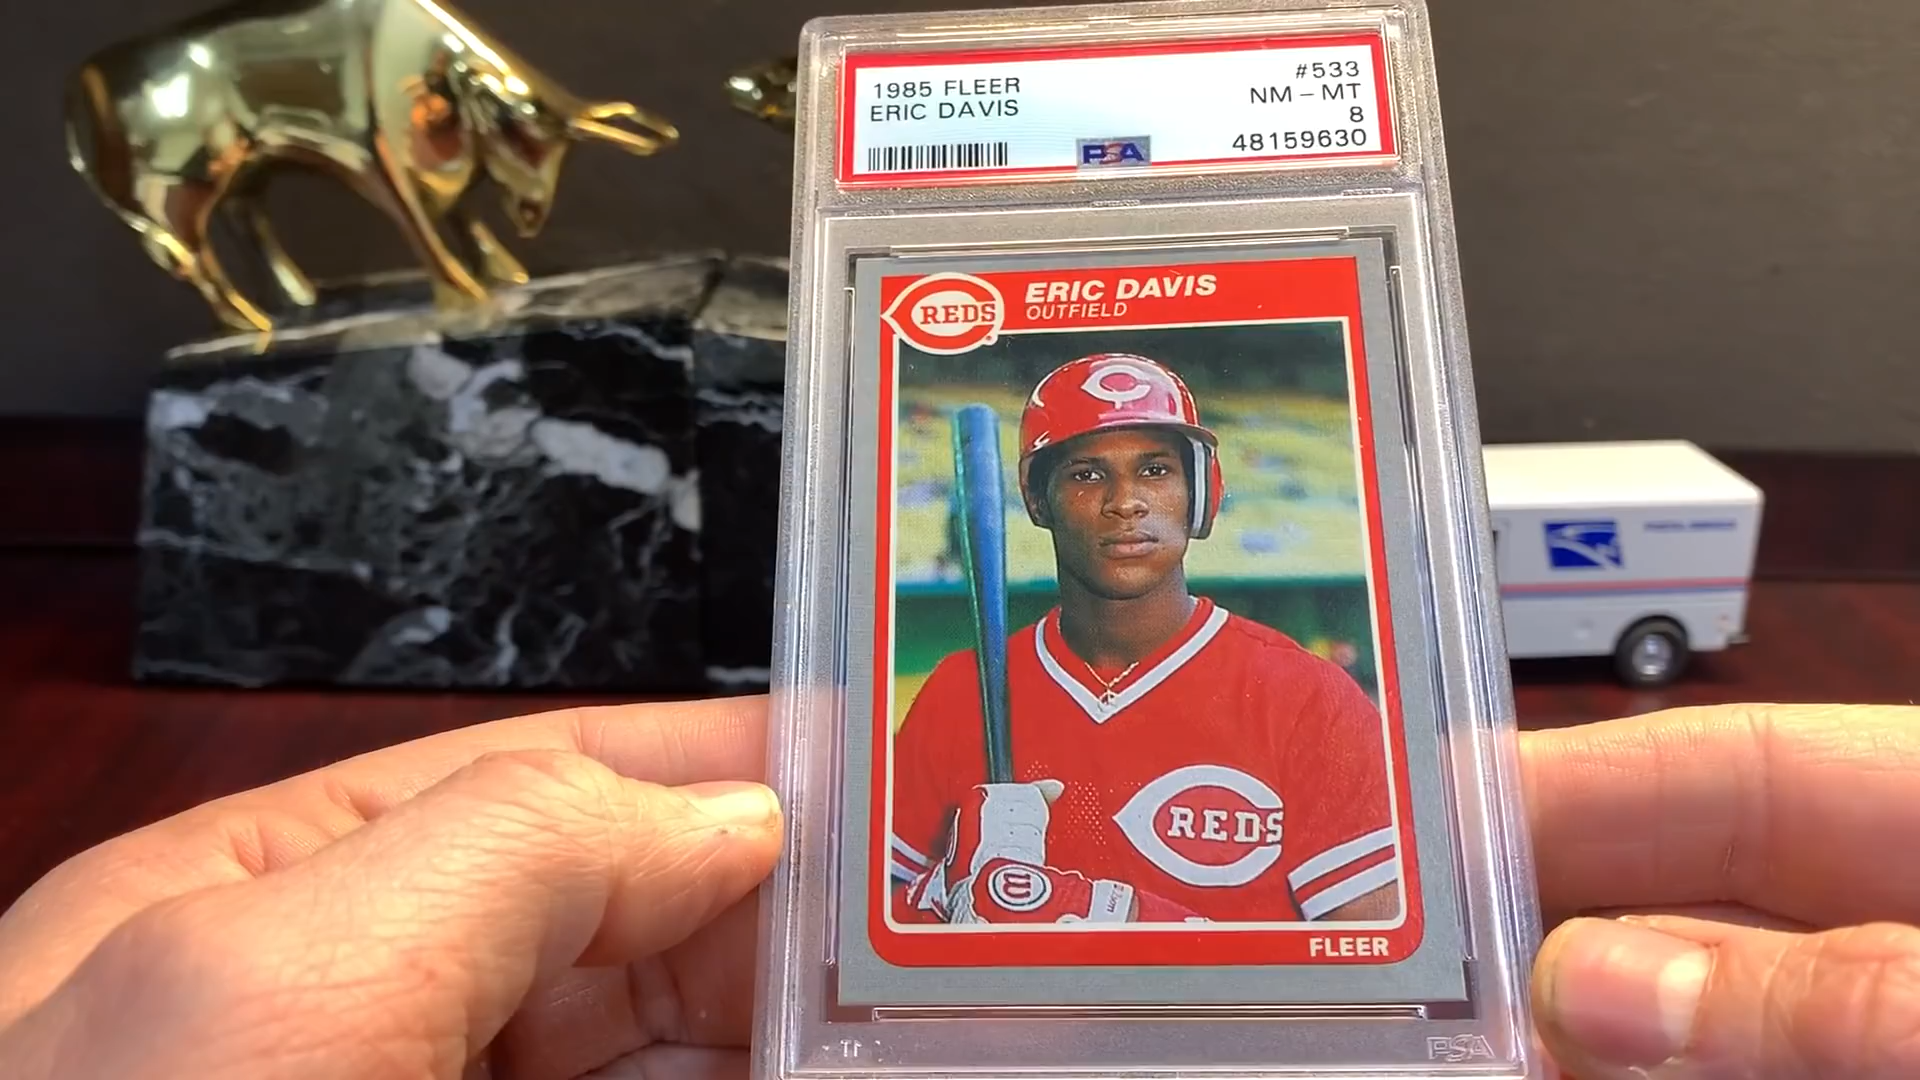 1985 FLEER
ERIC DAVIS
#533
NM - MT
8
48159630
PSA
REDS
ERIC DAVIS
OUTFIELD
C
REDS
W
FLEER
PSA